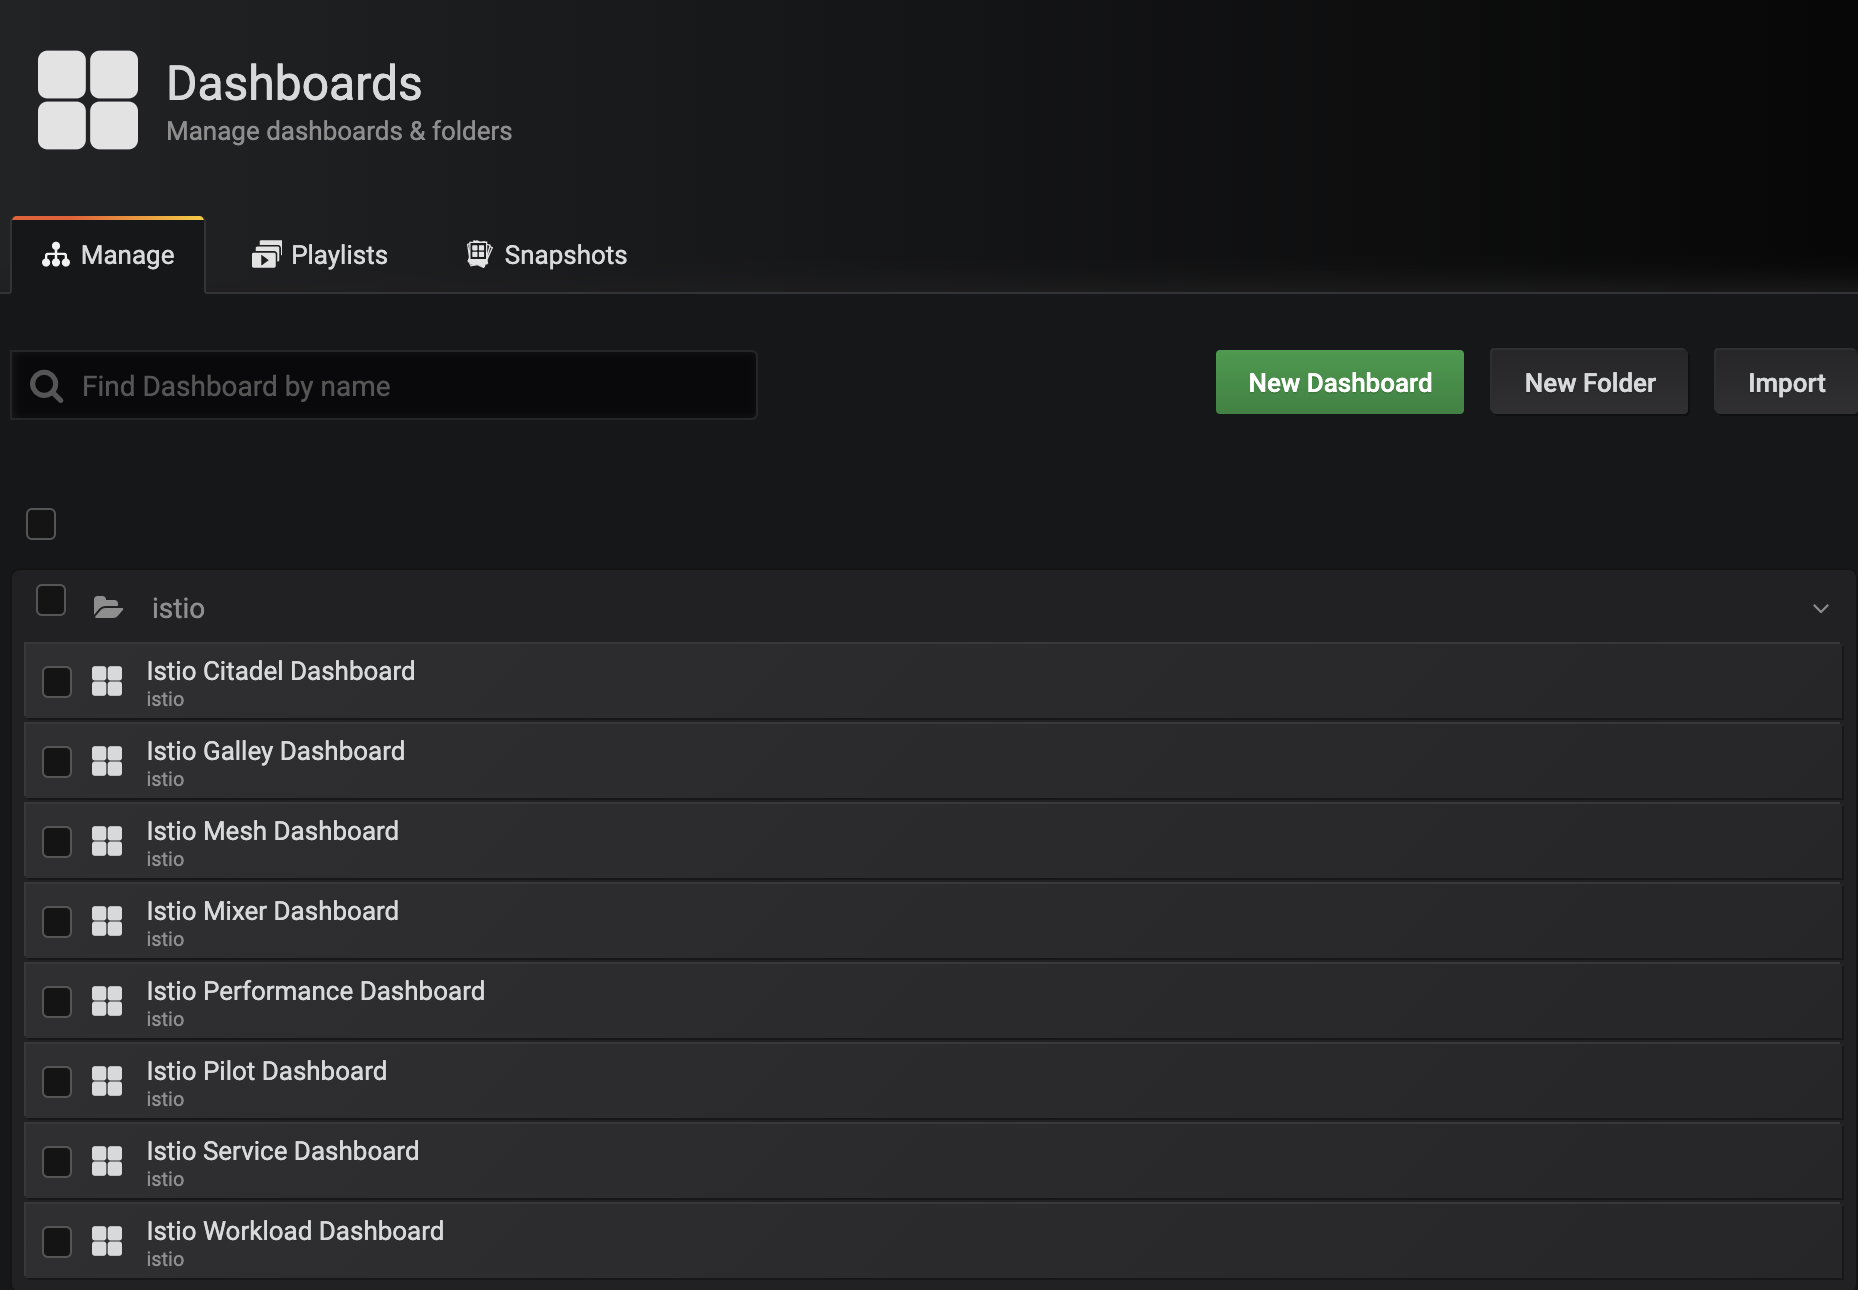 Dashboards
Manage dashboards & folders
Manage
Playlists
Snapshots
Find Dashboard by name
New Dashboard
New Folder
Import
istio
Istio Citadel Dashboard
istio
Istio Galley Dashboard
istio
Istio Mesh Dashboard
istio
Istio Mixer Dashboard
istio
Istio Performance Dashboard
istio
Istio Pilot Dashboard
istio
Istio Service Dashboard
istio
Istio Workload Dashboard
istio